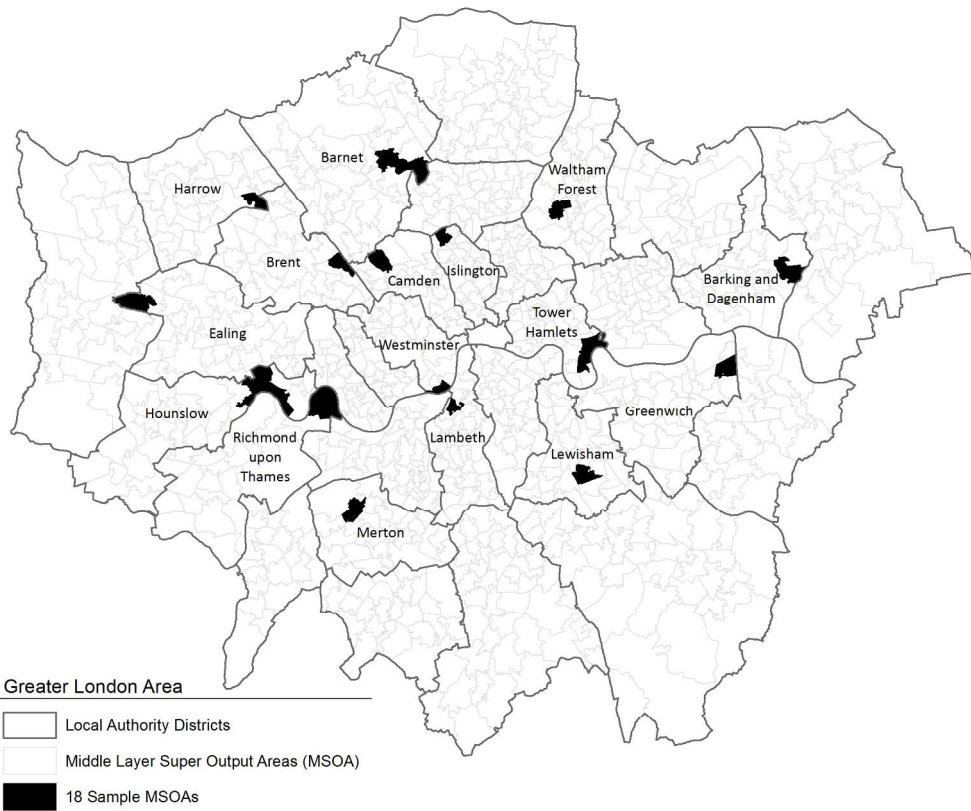 Barnet
Waltham
Forest
Harrow
Brent
Camden
Islington
Barking and
Dagenham
Tower
Hamlets
Ealing
Westminster
Hounslow
Greenwich
Richmond
upon
Thames
Lambeth
Lewisham
Merton
Greater London Area
Local Authority Districts
Middle Layer Super Output Areas (MSOA)
18 Sample MSOAs